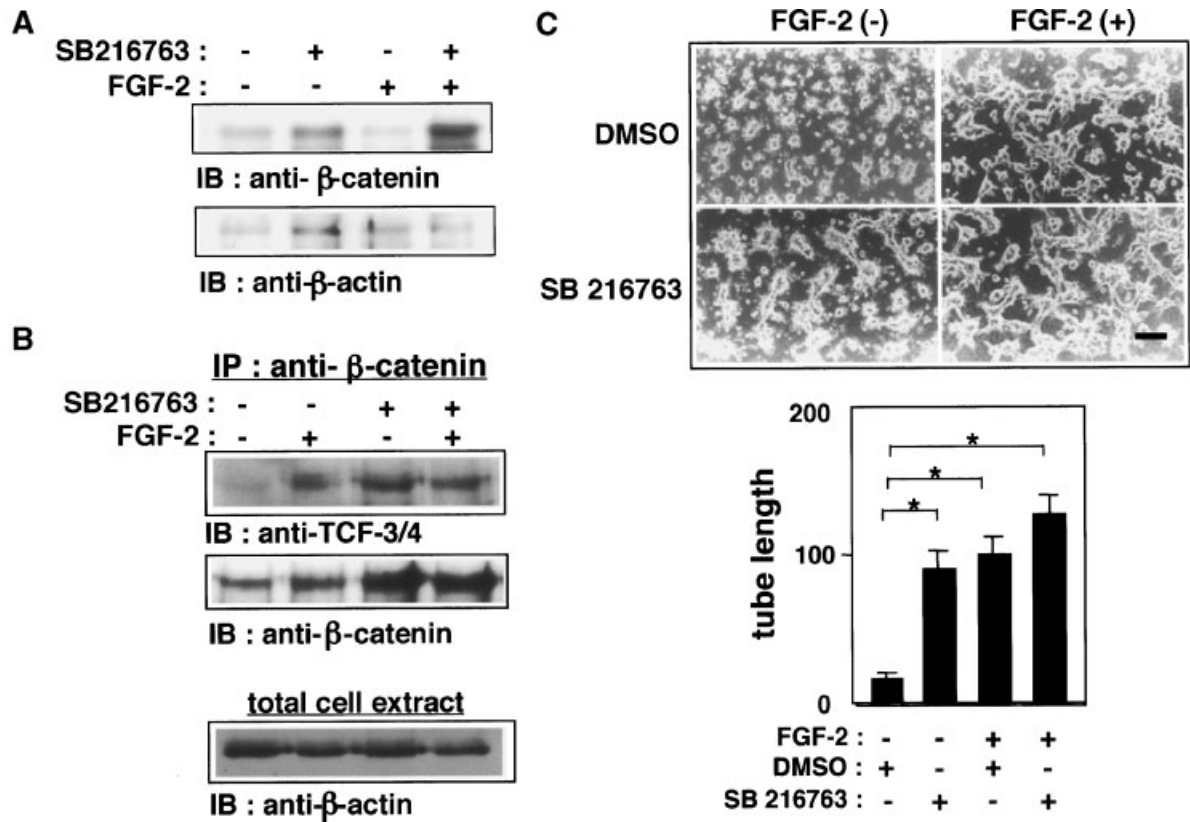 A
SB216763 : - + - +
FGF-2 : - - + +
IB : anti- β-catenin
IB : anti-β-actin
B
IP : anti- β-catenin
SB216763 : - - + +
FGF-2 : - + - +
IB : anti-TCF-3/4
IB : anti-β-catenin
total cell extract
IB : anti-β-actin
C
FGF-2 (-) FGF-2 (+)
DMSO
SB 216763
200
100
0
tube length
* * *
FGF-2 : - - + +
DMSO : + - + -
SB 216763 : - + - +